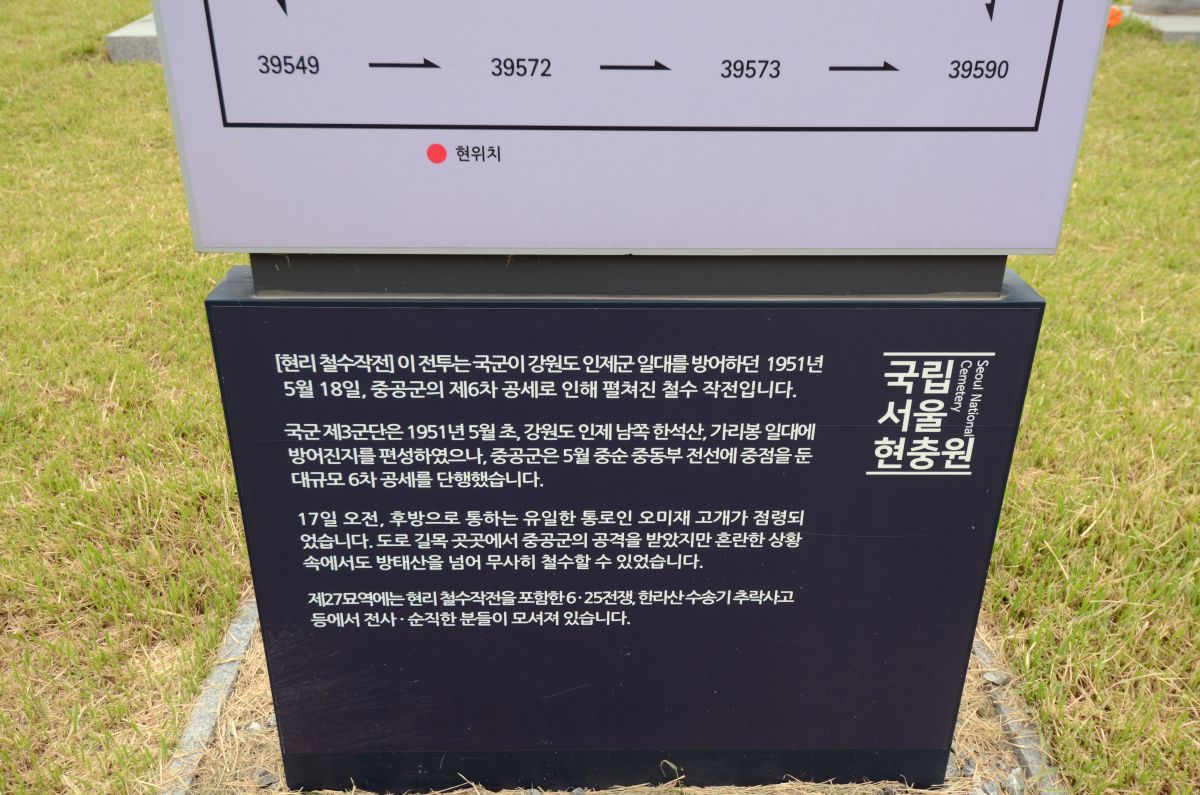 39549 → 39572 → 39573 → 39590
현위치
[현리 철수작전] 이 전투는 국군이 강원도 인제군 일대를 방어하던 1951년
5월 18일, 중공군의 제6차 공세로 인해 펼쳐진 철수 작전입니다.
국군 제3군단은 1951년 5월 초, 강원도 인제 남쪽 한석산, 가리봉 일대에
방어진지를 편성하였으나, 중공군은 5월 중순 중동부 전선에 중점을 둔
대규모 6차 공세를 단행했습니다.
17일 오전, 후방으로 통하는 유일한 통로인 오미재 고개가 점령되
었습니다. 도로 길목 곳곳에서 중공군의 공격을 받았지만 혼란한 상황
속에서도 방태산을 넘어 무사히 철수할 수 있었습니다.
제27묘역에는 현리 철수작전을 포함한 6·25전쟁, 한라산 수송기 추락사고
등에서 전사·순직한 분들이 모셔져 있습니다.
국립
서울
현충원
Seoul National
Cemetery